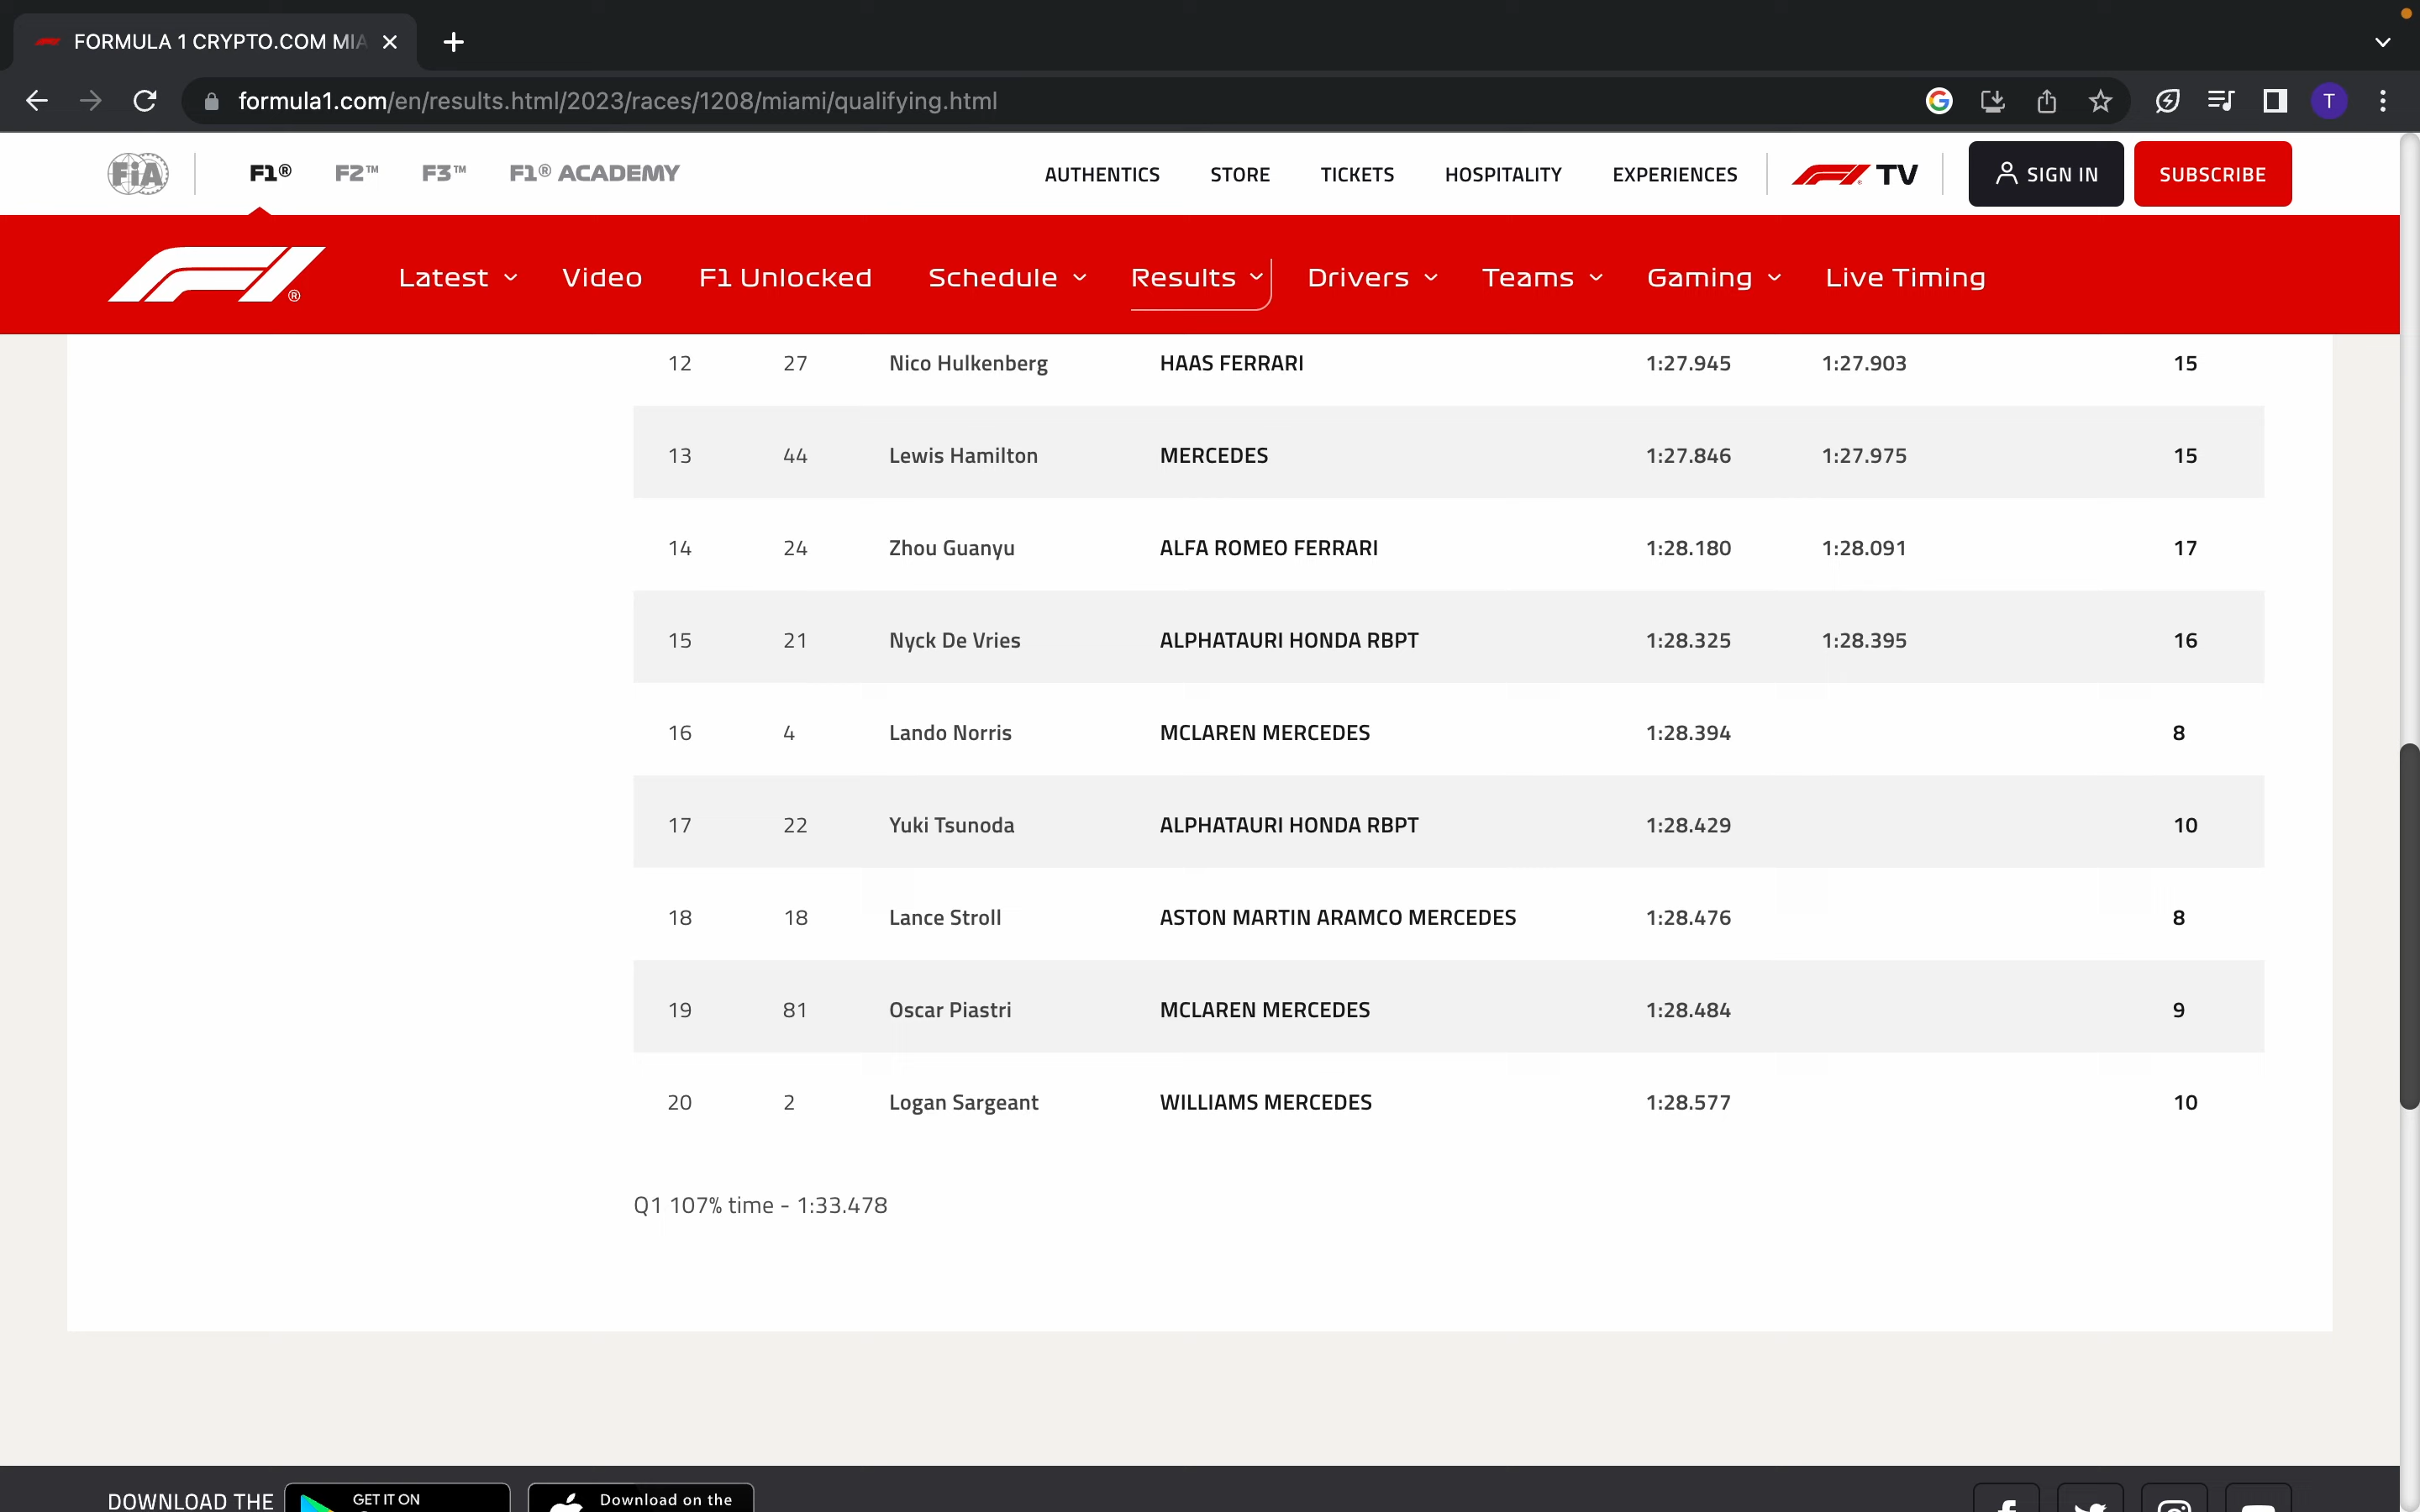 FORMULA 1 CRYPTO.COM MIA
formula1.com/en/results.html/2023/races/1208/miami/qualifying.html
T
FiA
F1® F2™ F3™ F1® ACADEMY AUTHENTICS STORE TICKETS HOSPITALITY EXPERIENCES F1 TV SIGN IN SUBSCRIBE
F1® Latest Video F1 Unlocked Schedule Results Drivers Teams Gaming Live Timing
12 27 Nico Hulkenberg HAAS FERRARI 1:27.945 1:27.903 15
13 44 Lewis Hamilton MERCEDES 1:27.846 1:27.975 15
14 24 Zhou Guanyu ALFA ROMEO FERRARI 1:28.180 1:28.091 17
15 21 Nyck De Vries ALPHATAURI HONDA RBPT 1:28.325 1:28.395 16
16 4 Lando Norris MCLAREN MERCEDES 1:28.394 8
17 22 Yuki Tsunoda ALPHATAURI HONDA RBPT 1:28.429 10
18 18 Lance Stroll ASTON MARTIN ARAMCO MERCEDES 1:28.476 8
19 81 Oscar Piastri MCLAREN MERCEDES 1:28.484 9
20 2 Logan Sargeant WILLIAMS MERCEDES 1:28.577 10
Q1 107% time - 1:33.478
DOWNLOAD THE GET IT ON Download on the